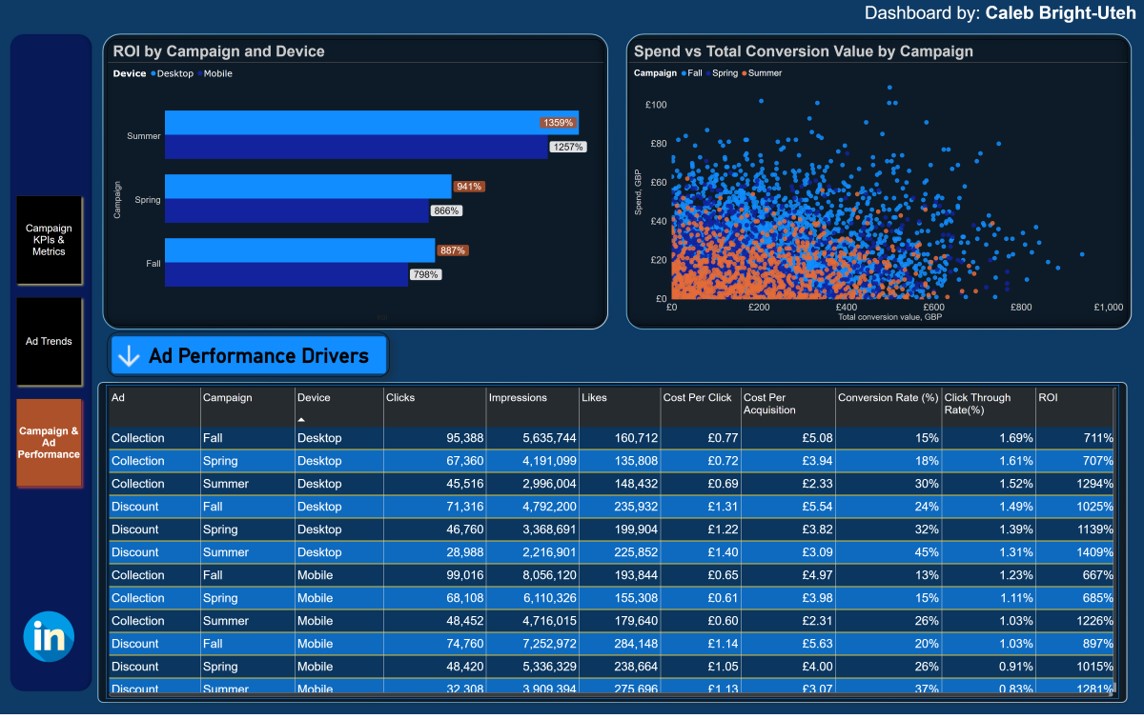 Dashboard by: Caleb Bright-Uteh
Campaign
KPIs &
Metrics
Ad Trends
Campaign &
Ad
Performance
in
ROI by Campaign and Device
Device Desktop Mobile
Campaign
Summer
1359%
1257%
Spring
941%
866%
Fall
887%
798%
Spend vs Total Conversion Value by Campaign
Campaign Fall Spring Summer
Spend, GBP
£100
£80
£60
£40
£20
£0
£0 £200 £400 £600 £800 £1,000
Total conversion value, GBP
Ad Performance Drivers
Ad Campaign Device Clicks Impressions Likes Cost Per Click Cost Per Acquisition Conversion Rate (%) Click Through Rate(%) ROI
Collection Fall Desktop 95,388 5,635,744 160,712 £0.77 £5.08 15% 1.69% 711%
Collection Spring Desktop 67,360 4,191,099 135,808 £0.72 £3.94 18% 1.61% 707%
Collection Summer Desktop 45,516 2,996,004 148,432 £0.69 £2.33 30% 1.52% 1294%
Discount Fall Desktop 71,316 4,792,200 235,932 £1.31 £5.54 24% 1.49% 1025%
Discount Spring Desktop 46,760 3,368,691 199,904 £1.22 £3.82 32% 1.39% 1139%
Discount Summer Desktop 28,988 2,216,901 225,852 £1.40 £3.09 45% 1.31% 1409%
Collection Fall Mobile 99,016 8,056,120 193,844 £0.65 £4.97 13% 1.23% 667%
Collection Spring Mobile 68,108 6,110,326 155,308 £0.61 £3.98 15% 1.11% 685%
Collection Summer Mobile 48,452 4,716,015 179,640 £0.60 £2.31 26% 1.03% 1226%
Discount Fall Mobile 74,760 7,252,972 284,148 £1.14 £5.63 20% 1.03% 897%
Discount Spring Mobile 48,420 5,336,329 238,664 £1.05 £4.00 26% 0.91% 1015%
Discount Summer Mobile 32,308 3,909,394 275,696 £1.13 £3.07 37% 0.83% 1281%